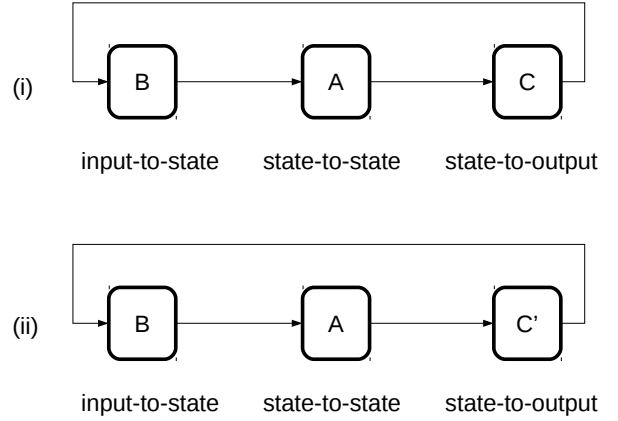 B A C
(i)
input-to-state state-to-state state-to-output
B A C’
(ii)
input-to-state state-to-state state-to-output